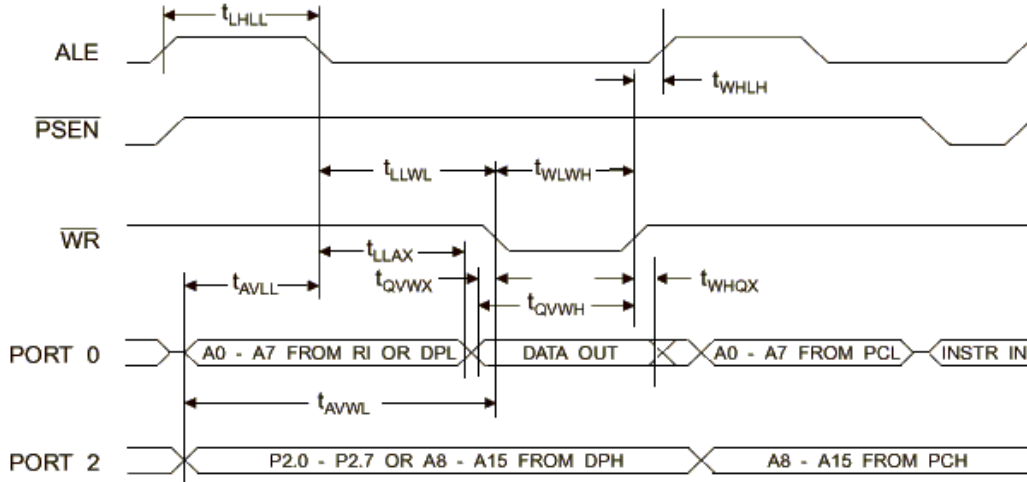 tLHLL
ALE
tWHLH
PSEN
tLLWL
tWLWH
WR
tLLAX
tAVLL
tQVWX
tWHQX
tQVWH
PORT 0
A0 - A7 FROM RI OR DPL
DATA OUT
A0 - A7 FROM PCL
INSTR IN
tAVWL
PORT 2
P2.0 - P2.7 OR A8 - A15 FROM DPH
A8 - A15 FROM PCH